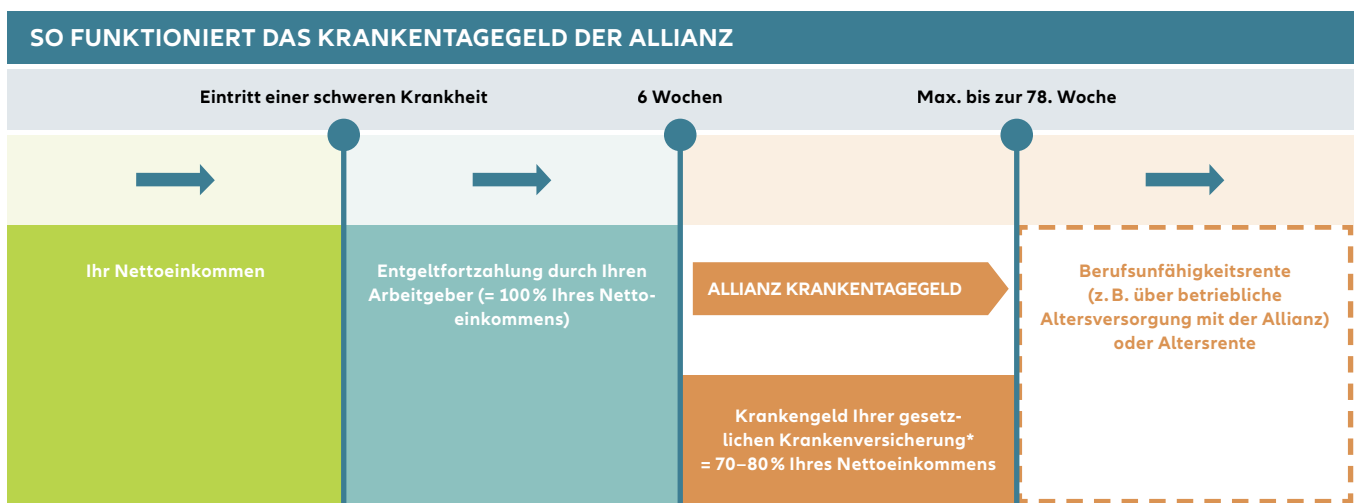 SO FUNKTIONIERT DAS KRANKENTAGEGELD DER ALLIANZ
Eintritt einer schweren Krankheit
6 Wochen
Max. bis zur 78. Woche
Ihr Nettoeinkommen
Entgeltfortzahlung durch Ihren
Arbeitgeber (= 100 % Ihres Netto-
einkommens)
ALLIANZ KRANKENTAGEGELD
Krankengeld Ihrer gesetz-
lichen Krankenversicherung*
= 70–80 % Ihres Nettoeinkommens
Berufsunfähigkeitsrente
(z. B. über betriebliche
Altersversorgung mit der Allianz)
oder Altersrente